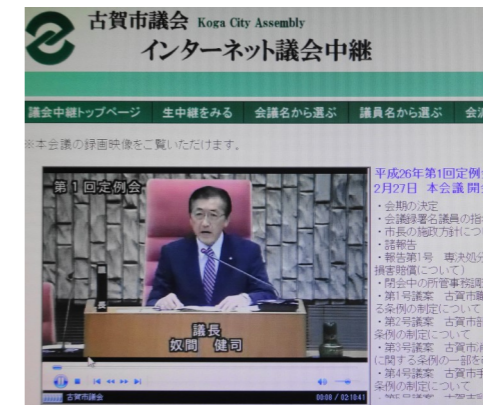 古賀市議会 Koga City Assembly
インターネット議会中継
議会中継トップページ 生中継をみる 会議名から選ぶ 議員名から選ぶ
※本会議の録画映像をご覧いただけます。
第1回定例会
議長
議長
奴間 健司
古賀市議会
00:08 / 02:18:41
平成26年第1回定例
2月27日 本会議 開
・会期の決定
・会議録署名議員の指
・市長の施政方針につ
・諸報告
・報告第1号 専決処分
損害賠償について)
・閉会中の所管事務調
・第1号議案 古賀市職
る条例の制定について
・第2号議案 古賀市
条例の制定について
・第3号議案 古賀市
に関する条例の一部を
・第4号議案 古賀市手
条例の制定について